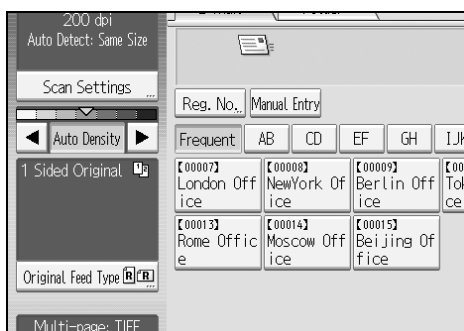 200 dpi
Auto Detect: Same Size
Scan Settings
Reg. No.
Manual Entry
Auto Density
Frequent
AB
CD
EF
GH
1 Sided Original
[00007]
London Off
ice
[00008]
NewYork Of
ice
[00009]
Berlin Off
ice
[00013]
Rome Offic
e
[00014]
Moscow Off
ice
[00015]
Beijing Of
fice
Original Feed Type
Multi-page: TIFF